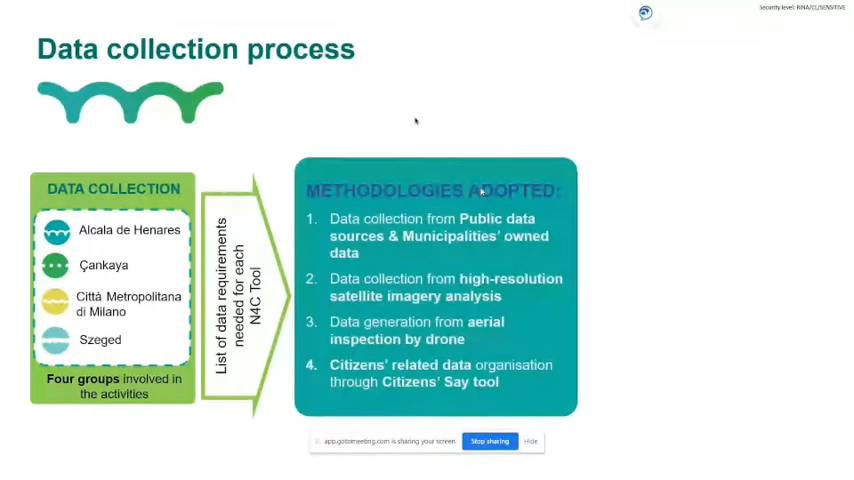 Security level: RINA/CL/SENSITIVE
Data collection process
DATA COLLECTION
Alcala de Henares
Çankaya
Città Metropolitana
di Milano
Szeged
Four groups involved in
the activities
List of data requirements
needed for each
N4C Tool
METHODOLOGIES ADOPTED:
1. Data collection from Public data
sources & Municipalities' owned
data
2. Data collection from high-resolution
satellite imagery analysis
3. Data generation from aerial
inspection by drone
4. Citizens' related data organisation
through Citizens' Say tool
app.gotomeeting.com is sharing your screen. Stop sharing Hide